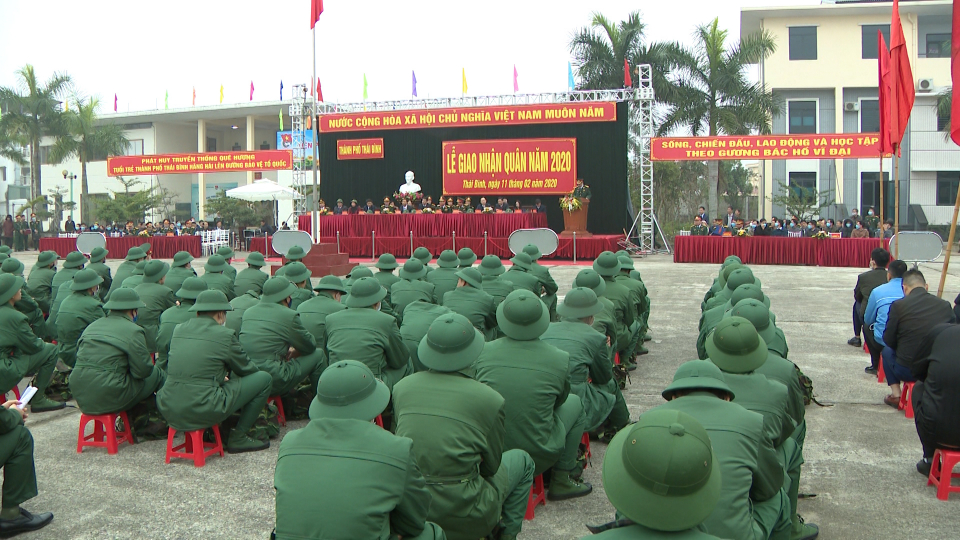 NƯỚC CỘNG HÒA XÃ HỘI CHỦ NGHĨA VIỆT NAM
THÀNH PHỐ THÁI BÌNH
LỄ GIAO NHẬN QUÂN NĂM 2020
Thái Bình, ngày 11 tháng 02 năm 2020
PHÁT HUY TRUYỀN THỐNG QUÊ HƯƠNG
TUỔI TRẺ THÀNH PHỐ THÁI BÌNH HĂNG HÁI LÊN ĐƯỜNG BẢO VỆ TỔ QUỐC
SỐNG, CHIẾN ĐẤU, LAO ĐỘNG VÀ HỌC TẬP
THEO GƯƠNG BÁC HỒ VĨ ĐẠI